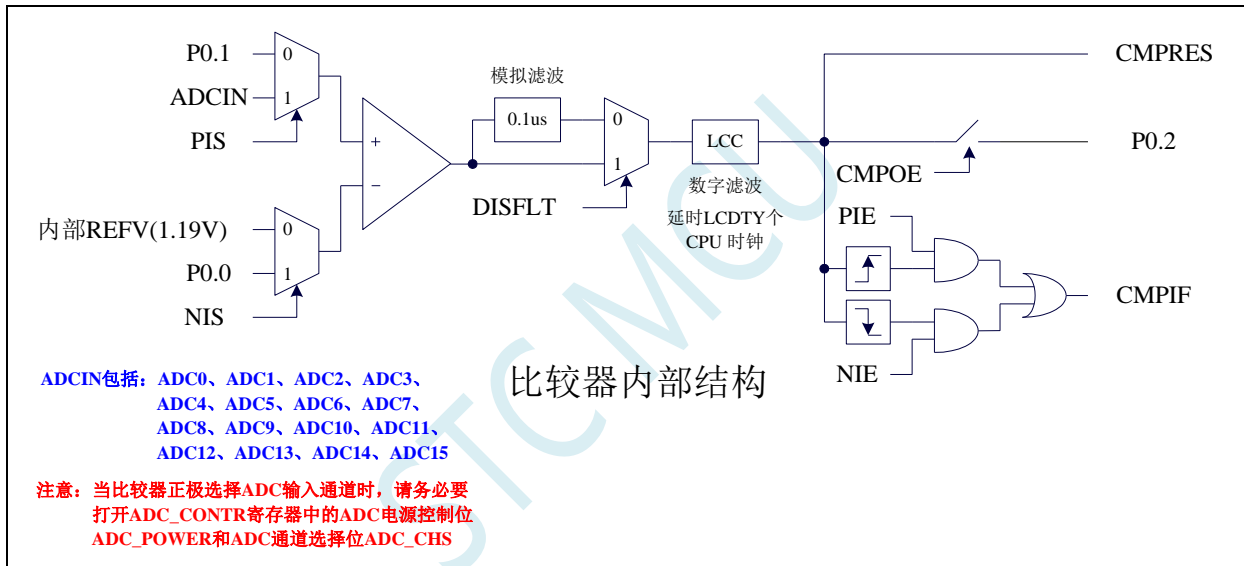 P0.1
0
ADCIN
1
PIS
+
−
内部REFV(1.19V)
0
P0.0
1
NIS
模拟滤波
0.1us
0
1
DISFLT
LCC
数字滤波
延时LCDTY个
CPU 时钟
CMPRES
P0.2
CMPOE
PIE
CMPIF
NIE
比较器内部结构
ADCIN包括：ADC0、ADC1、ADC2、ADC3、
ADC4、ADC5、ADC6、ADC7、
ADC8、ADC9、ADC10、ADC11、
ADC12、ADC13、ADC14、ADC15
注意：当比较器正极选择ADC输入通道时，请务必要
打开ADC_CONTR寄存器中的ADC电源控制位
ADC_POWER和ADC通道选择位ADC_CHS
STC MCU